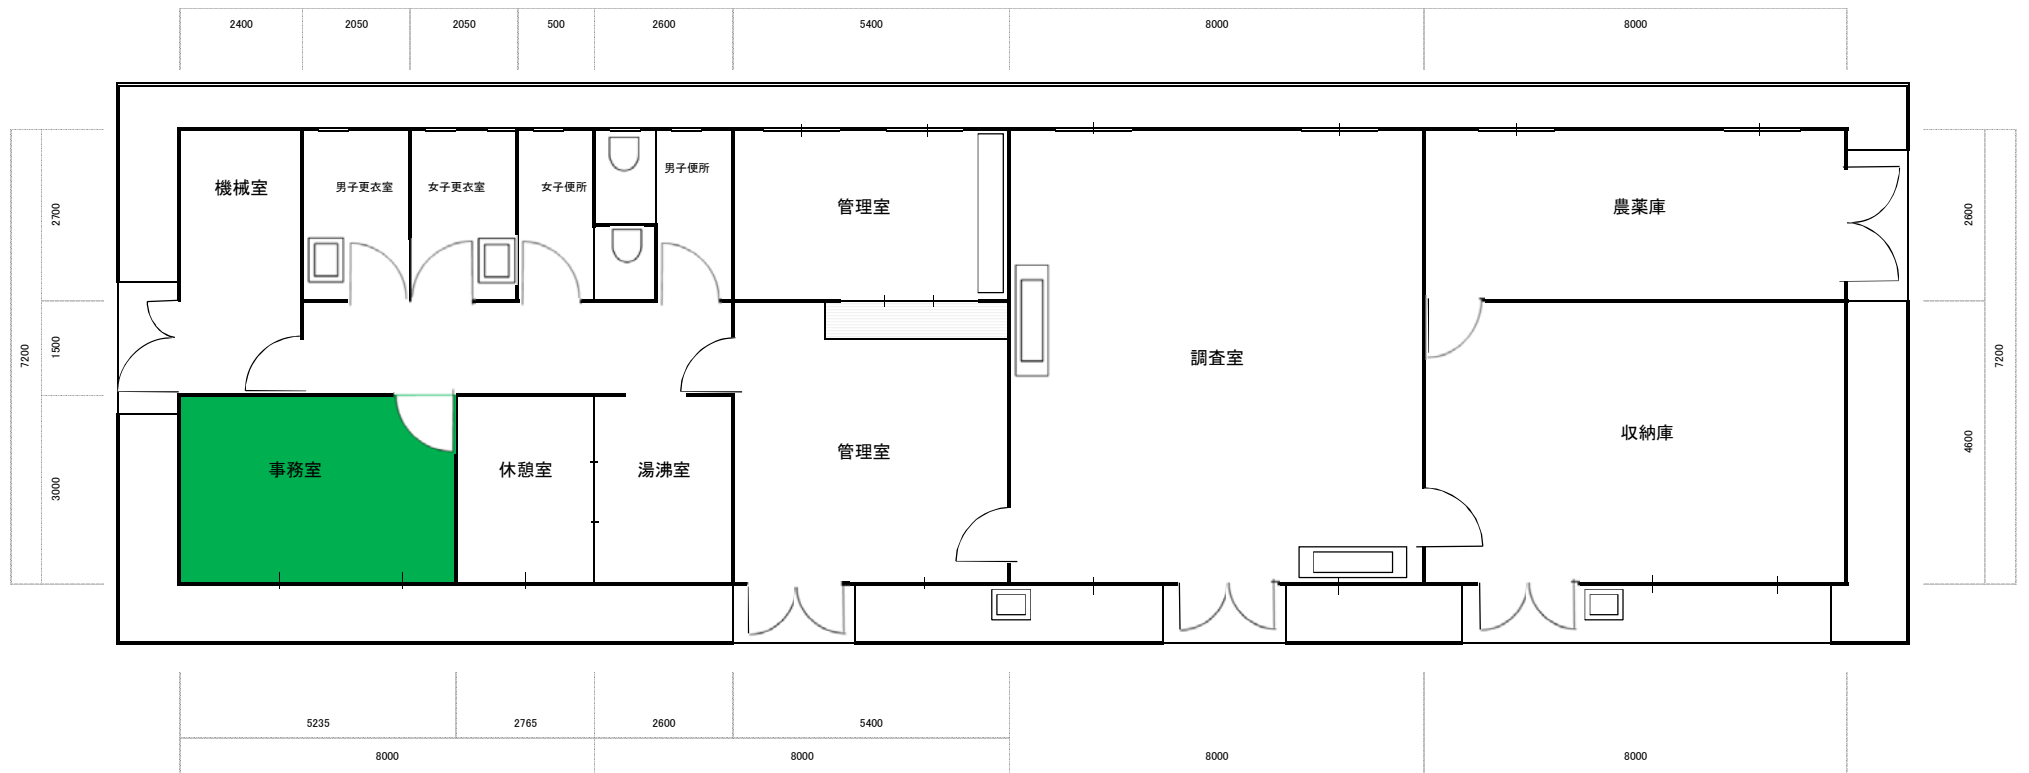 2400 2050 2050 500 2600 5400 8000 8000
機械室 男子更衣室 女子更衣室 女子便所 男子便所 管理室 農薬庫
2700 2600
7200 1500 調査室 7200
事務室 休憩室 湯沸室 管理室 収納庫
3000 4600
5235 2765 2600 5400
8000 8000 8000 8000